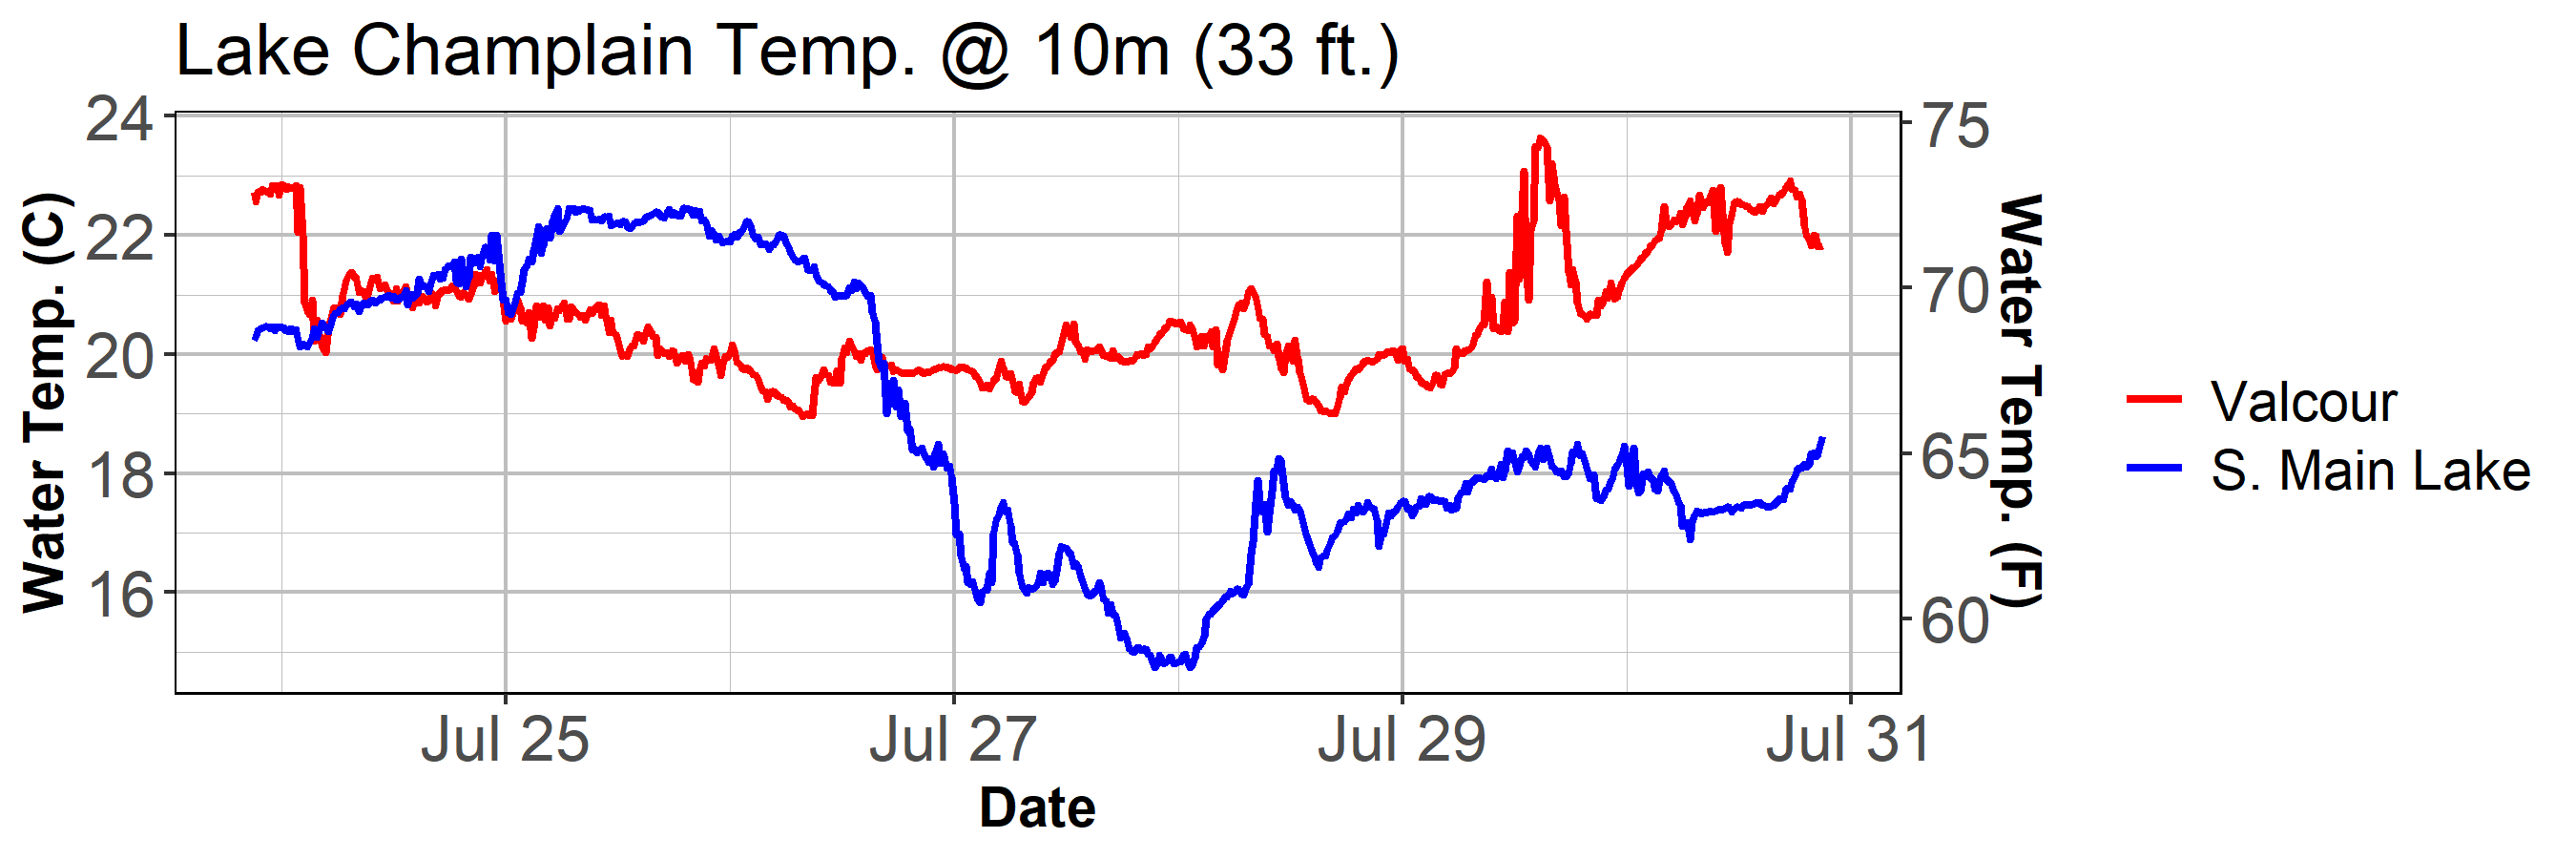 Lake Champlain Temp. @ 10m (33 ft.)
Water Temp. (C)
24
22
20
18
16
75
70
65
60
Water Temp. (F)
Jul 25
Jul 27
Jul 29
Jul 31
Date
Valcour
S. Main Lake